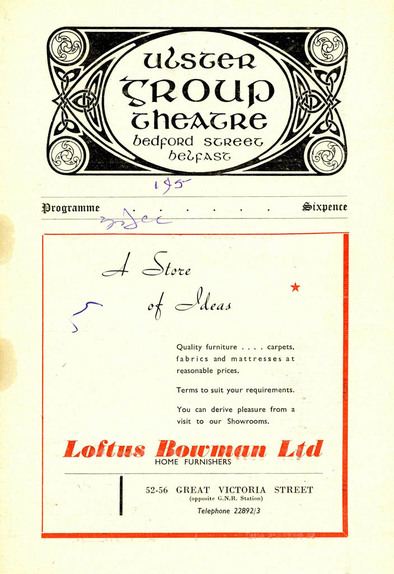 ULSTER
GROUP
THEATRE
BEDFORD STREET
BELFAST
Programme . . . . . . Sixpence
A Store
of Ideas
Quality furniture . . . . carpets,
fabrics and mattresses at
reasonable prices.
Terms to suit your requirements.
You can derive pleasure from a
visit to our Showrooms.
Loftus Bowman Ltd
HOME FURNISHERS
52-56 GREAT VICTORIA STREET
(opposite G.N.R. Station)
Telephone 22892/3